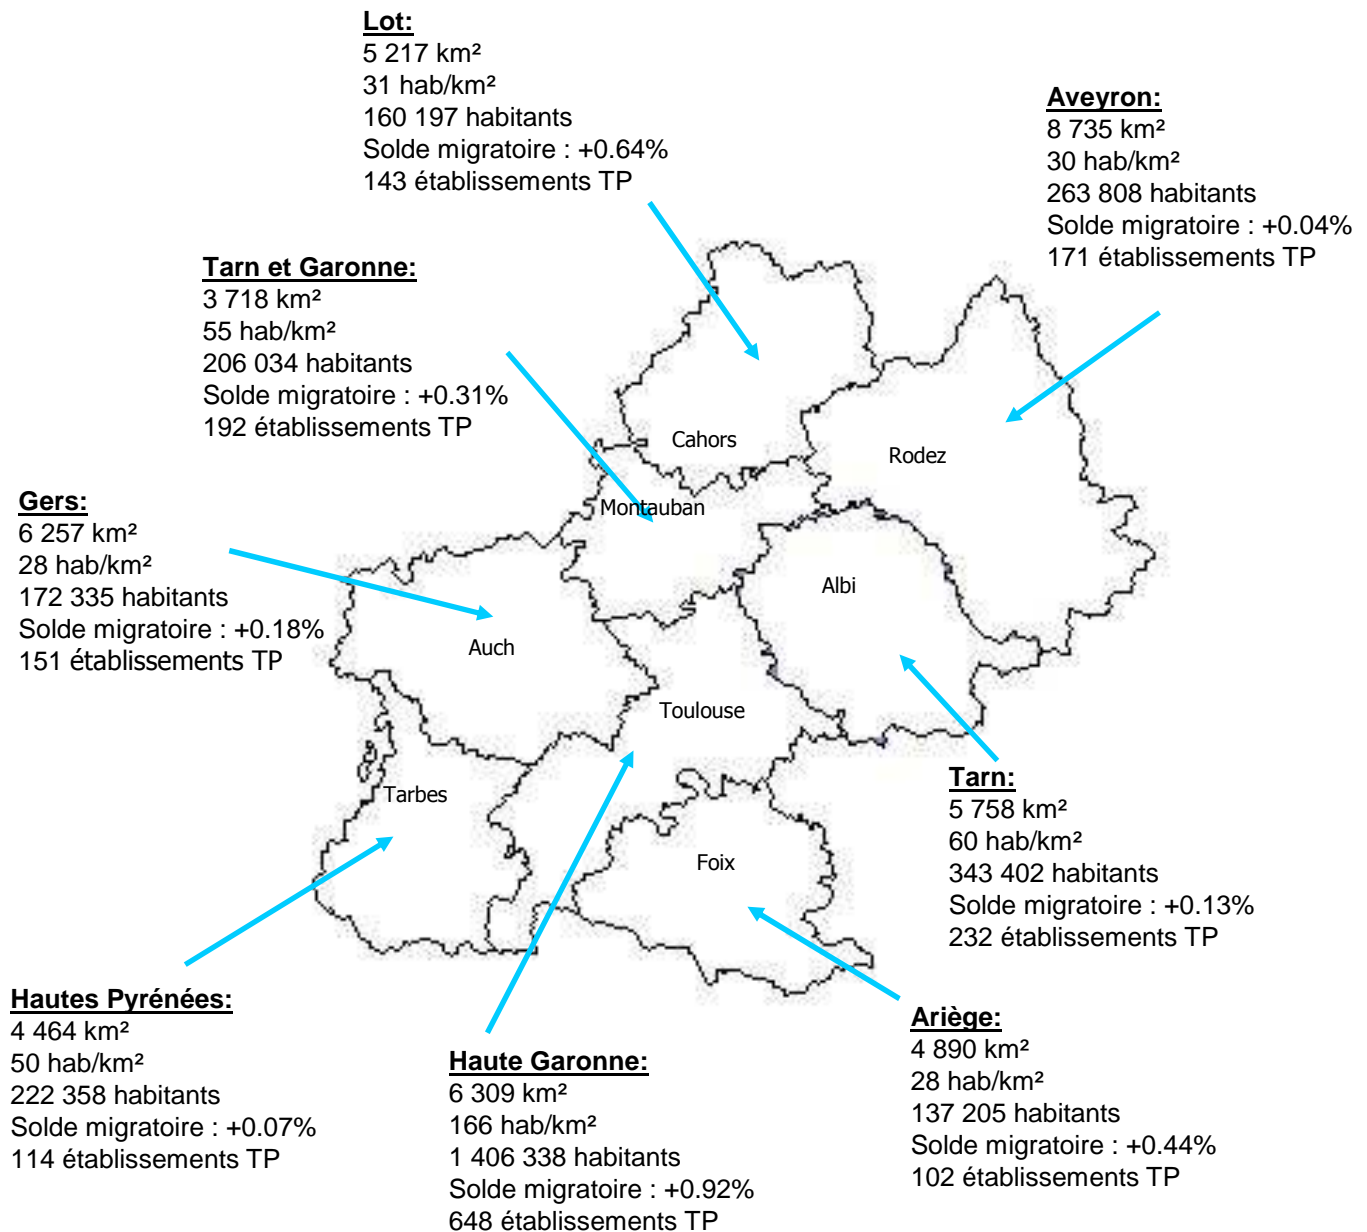 Lot:
5 217 km²
31 hab/km²
160 197 habitants
Solde migratoire : +0.64%
143 établissements TP
Aveyron:
8 735 km²
30 hab/km²
263 808 habitants
Solde migratoire : +0.04%
171 établissements TP
Tarn et Garonne:
3 718 km²
55 hab/km²
206 034 habitants
Solde migratoire : +0.31%
192 établissements TP
Cahors
Rodez
Gers:
6 257 km²
28 hab/km²
172 335 habitants
Solde migratoire : +0.18%
151 établissements TP
Montauban
Albi
Auch
Toulouse
Tarbes
Foix
Tarn:
5 758 km²
60 hab/km²
343 402 habitants
Solde migratoire : +0.13%
232 établissements TP
Hautes Pyrénées:
4 464 km²
50 hab/km²
222 358 habitants
Solde migratoire : +0.07%
114 établissements TP
Haute Garonne:
6 309 km²
166 hab/km²
1 406 338 habitants
Solde migratoire : +0.92%
648 établissements TP
Ariège:
4 890 km²
28 hab/km²
137 205 habitants
Solde migratoire : +0.44%
102 établissements TP